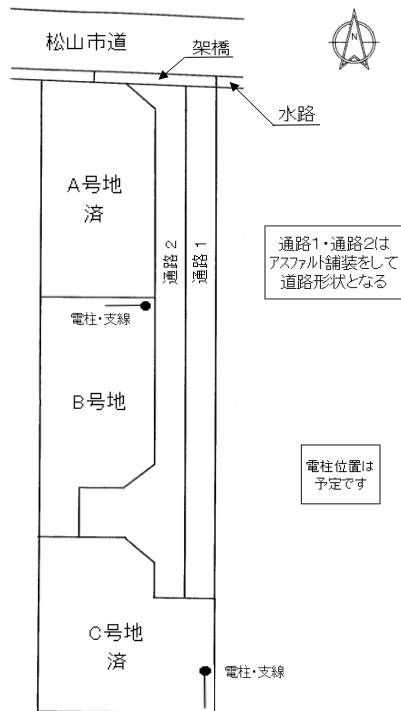 松山市道
架橋
N
水路
A号地
済
通路2
通路1
通路1・通路2は
アスファルト舗装をして
道路形状となる
電柱・支線
B号地
電柱位置は
予定です
C号地
済
電柱・支線